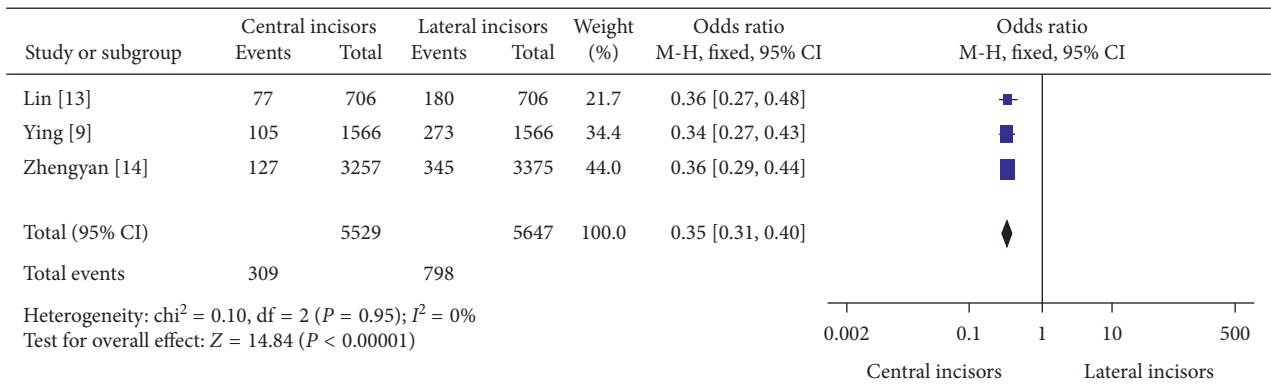 Central incisors Lateral incisors Weight Odds ratio Odds ratio
Study or subgroup Events Total Events Total (%) M-H, fixed, 95% CI M-H, fixed, 95% CI
Lin [13] 77 706 180 706 21.7 0.36 [0.27, 0.48]
Ying [9] 105 1566 273 1566 34.4 0.34 [0.27, 0.43]
Zhengyan [14] 127 3257 345 3375 44.0 0.36 [0.29, 0.44]
Total (95% CI) 5529 5647 100.0 0.35 [0.31, 0.40]
Total events 309 798
Heterogeneity: chi² = 0.10, df = 2 (P = 0.95); I² = 0%
Test for overall effect: Z = 14.84 (P < 0.00001)
0.002 0.1 1 10 500
Central incisors Lateral incisors